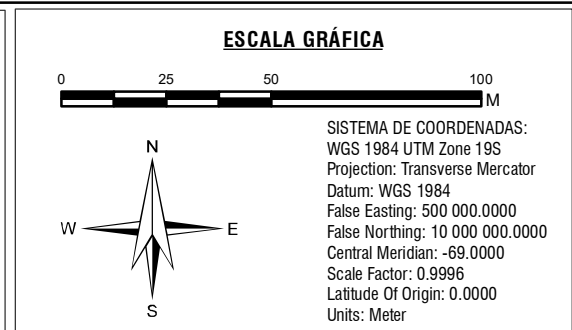 ESCALA GRÁFICA
0 25 50 100
M
SISTEMA DE COORDENADAS:
WGS 1984 UTM Zone 19S
Projection: Transverse Mercator
Datum: WGS 1984
False Easting: 500 000.0000
False Northing: 10 000 000.0000
Central Meridian: -69.0000
Scale Factor: 0.9996
Latitude Of Origin: 0.0000
Units: Meter
N
W E
S